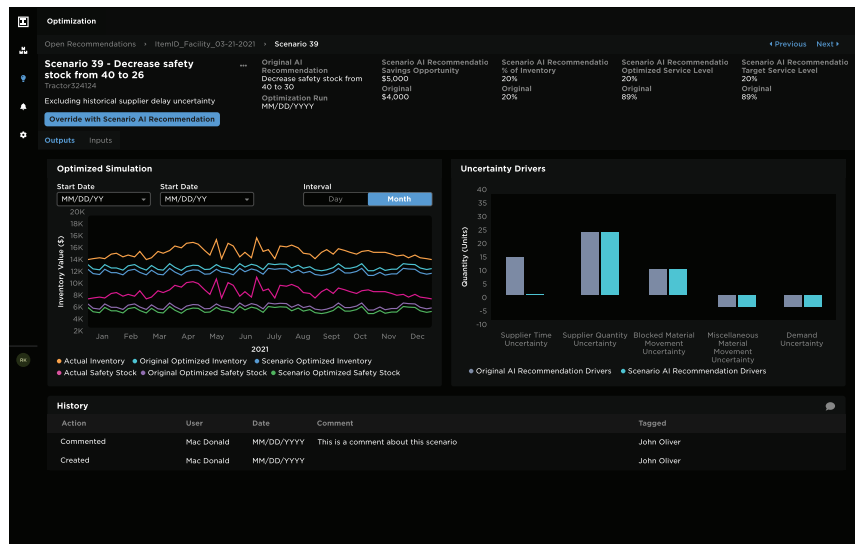 Optimization
Open Recommendations › ItemID_Facility_03-21-2021 › Scenario 39
Previous Next
Scenario 39 - Decrease safety
stock from 40 to 26
...
Tractor324124
Excluding historical supplier delay uncertainty
Override with Scenario AI Recommendation
Original AI
Recommendation
Decrease safety stock from
40 to 30
Optimization Run
MM/DD/YYYY
Scenario AI Recommendatio
Savings Opportunity
$5,000
Original
$4,000
Scenario AI Recommendatio
% of Inventory
20%
Original
20%
Scenario AI Recommendatio
Optimized Service Level
20%
Original
89%
Scenario AI Recommendatio
Target Service Level
20%
Original
89%
Outputs Inputs
Optimized Simulation
Start Date Start Date Interval
MM/DD/YY MM/DD/YY Day Month
Inventory Value ($)
20K
18K
16K
14K
12K
10K
8K
6K
4K
2K
Jan Feb Mar Apr May Jun July Aug Sept Oct Nov Dec
2021
Actual Inventory Original Optimized Inventory Scenario Optimized Inventory
Actual Safety Stock Original Optimized Safety Stock Scenario Optimized Safety Stock
Uncertainty Drivers
Quantity (Units)
40
35
30
25
20
15
10
5
0
-5
-10
Supplier Time
Uncertainty
Supplier Quantity
Uncertainty
Blocked Material
Movement
Uncertainty
Miscellaneous
Material
Movement
Uncertainty
Demand
Uncertainty
Original AI Recommendation Drivers Scenario AI Recommendation Drivers
RK
History
Action User Date Comment Tagged
Commented Mac Donald MM/DD/YYYY This is a comment about this scenario John Oliver
Created Mac Donald MM/DD/YYYY John Oliver